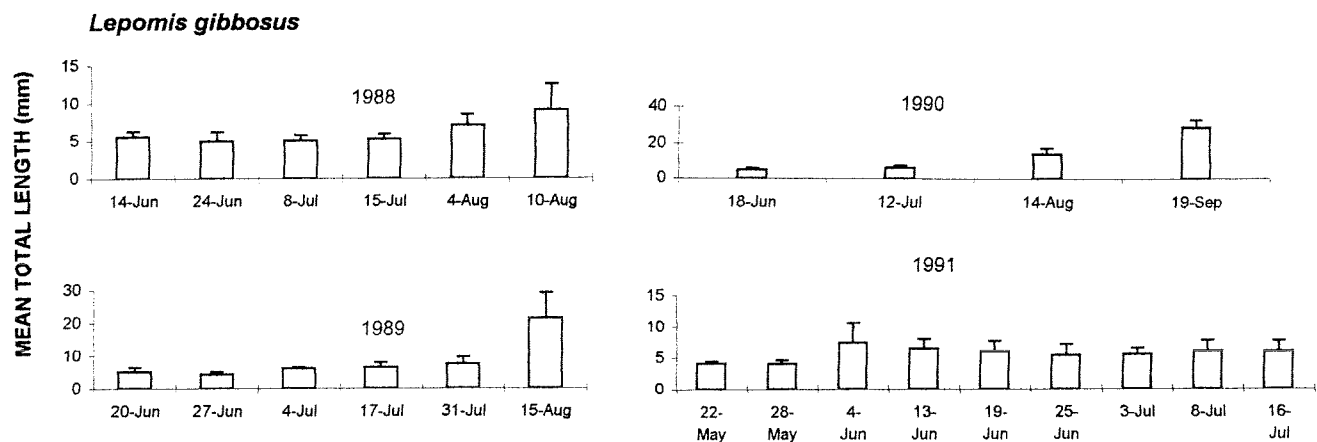 Lepomis gibbosus
MEAN TOTAL LENGTH (mm)
1988
15
10
5
0
14-Jun 24-Jun 8-Jul 15-Jul 4-Aug 10-Aug
1990
40
20
0
18-Jun 12-Jul 14-Aug 19-Sep
1989
30
20
10
0
20-Jun 27-Jun 4-Jul 17-Jul 31-Jul 15-Aug
1991
15
10
5
0
22- 28- 4- 13- 19- 25- 3-Jul 8-Jul 16-
May May Jun Jun Jun Jun Jul